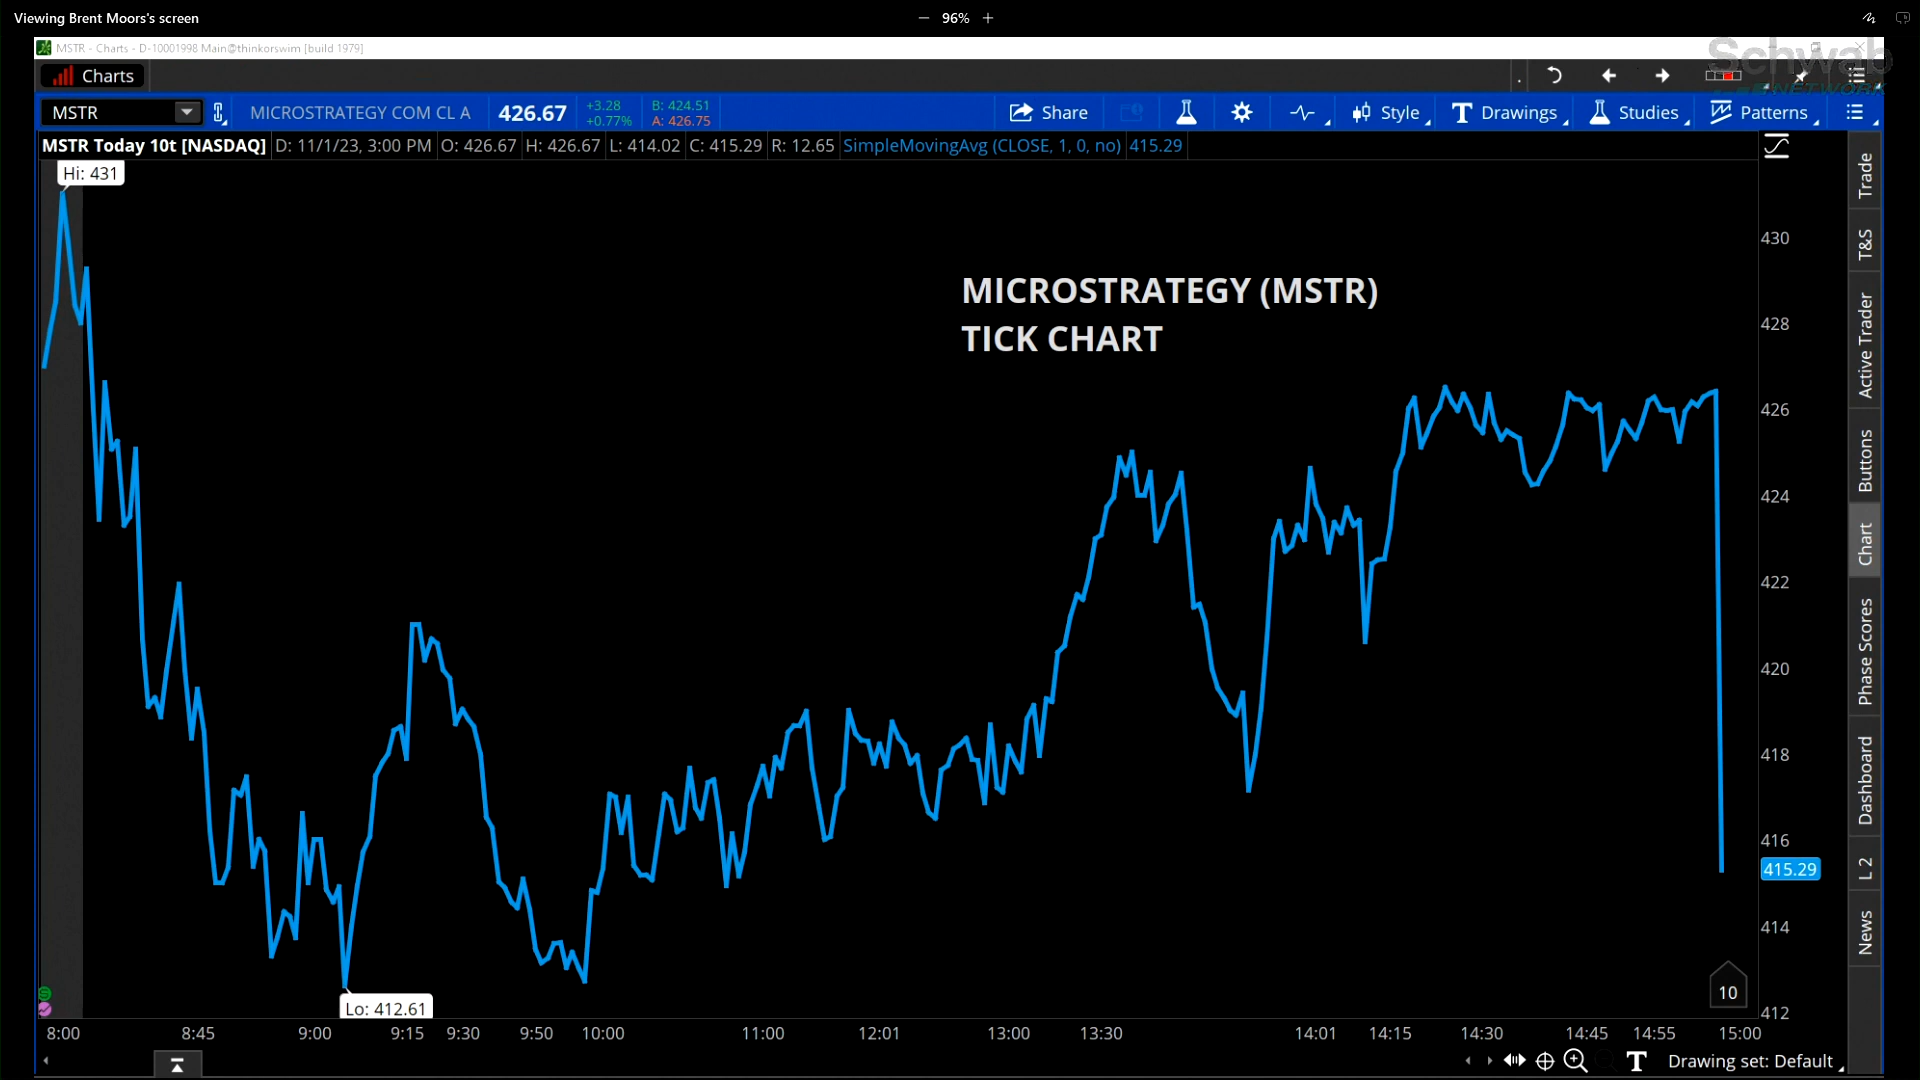 Viewing Brent Moors's screen
96%
MSTR - Charts - D-10001998 Main@thinkorswim [build 1979]
Schwab
NETWORK
Charts
MSTR
MICROSTRATEGY COM CL A
426.67
+3.28
+0.77%
B: 424.51
A: 426.75
Share
Style
Drawings
Studies
Patterns
MSTR Today 10t [NASDAQ] D: 11/1/23, 3:00 PM O: 426.67 H: 426.67 L: 414.02 C: 415.29 R: 12.65 SimpleMovingAvg (CLOSE, 1, 0, no) 415.29
Hi: 431
MICROSTRATEGY (MSTR)
TICK CHART
430
428
426
424
422
420
418
416
415.29
414
412
Trade
T&S
Active Trader
Buttons
Chart
Phase Scores
Dashboard
L 2
News
10
Lo: 412.61
8:00 8:45 9:00 9:15 9:30 9:50 10:00 11:00 12:01 13:00 13:30 14:01 14:15 14:30 14:45 14:55 15:00
Drawing set: Default